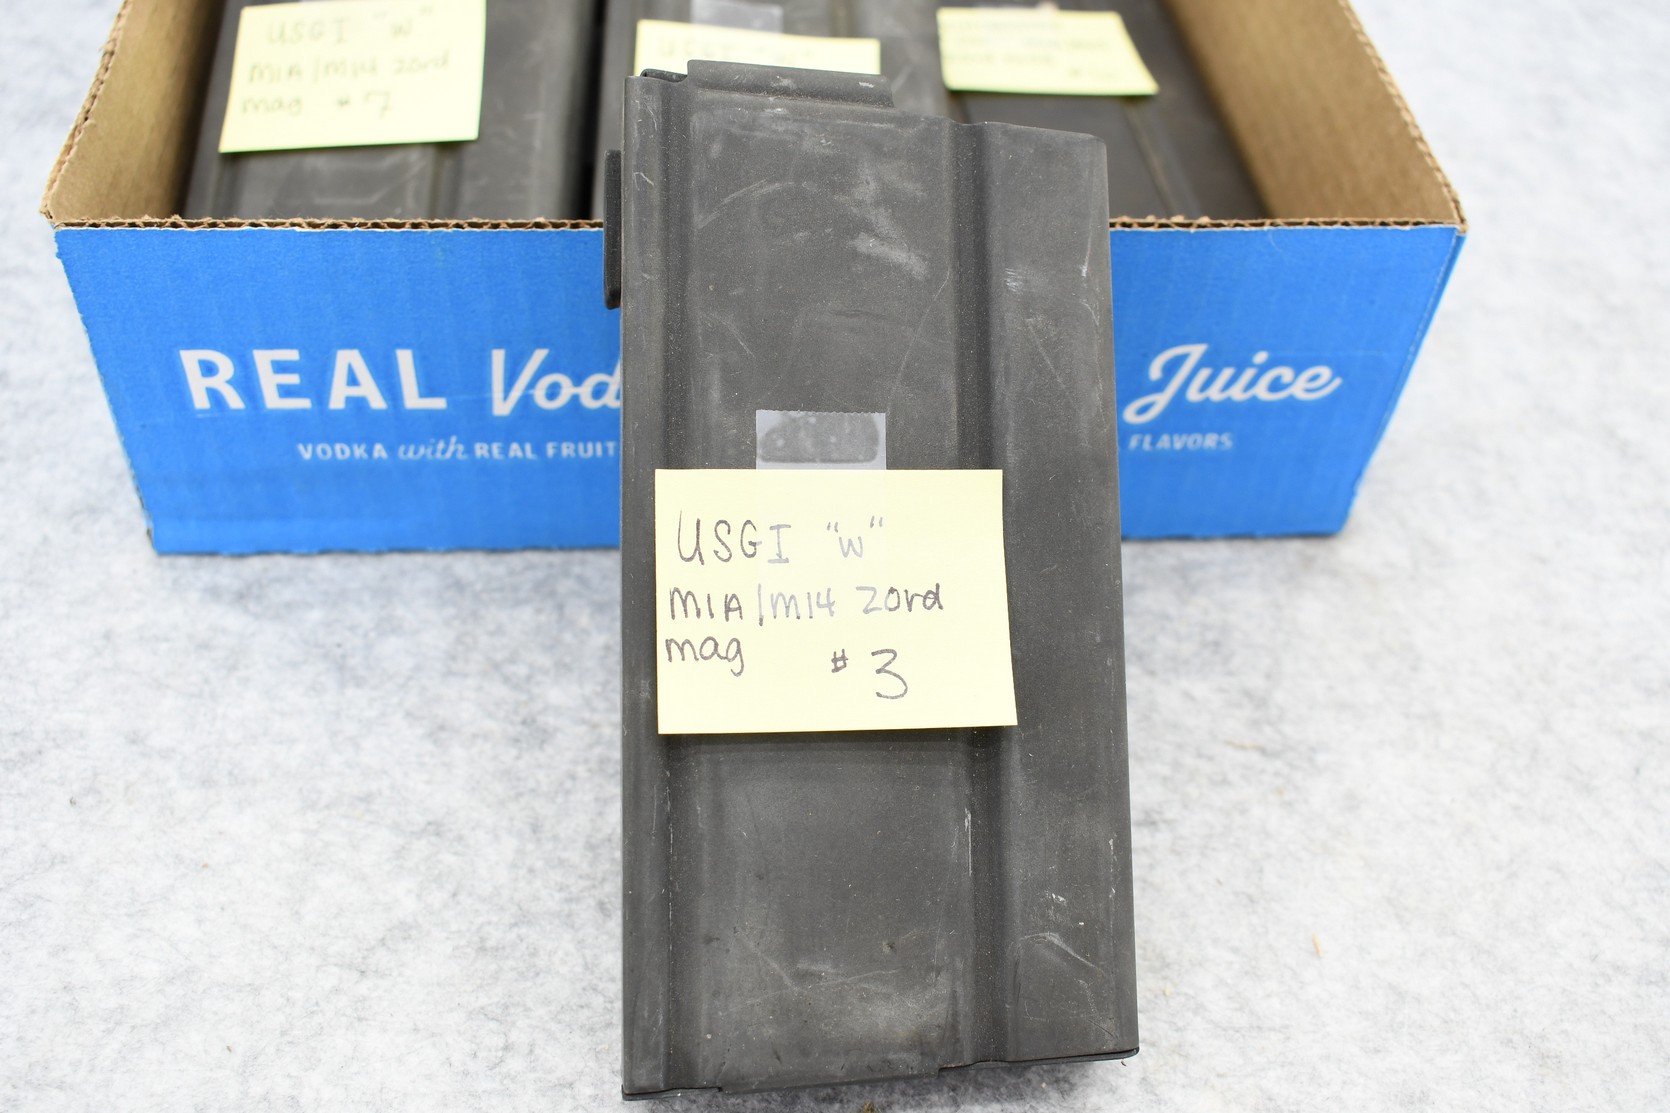 USGI "W"
M1A/M14 20rd
mag #7
REAL Vod
Juice
VODKA with REAL FRUIT
FLAVORS
USGI "W"
M1A/M14 20rd
mag #3